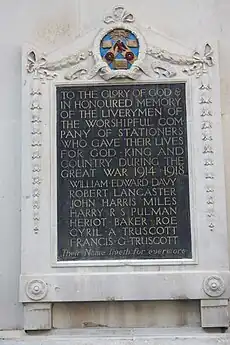 TO THE GLORY OF GOD &
IN HONOURED MEMORY
OF THE LIVERYMEN OF
THE WORSHIPFUL COM
PANY OF STATIONERS
WHO GAVE THEIR LIVES
FOR GOD KING AND
COUNTRY DURING THE
GREAT WAR 1914-1918
WILLIAM EDWARD DAVY
ROBERT LANGASTER
JOHN HARRIS MILES
HARRY R S PULMAN
HERIOT BAKER ROE
CYRIL A TRUSCOTT
FRANCIS G TRUSCOTT
Their Name liveth for evermore